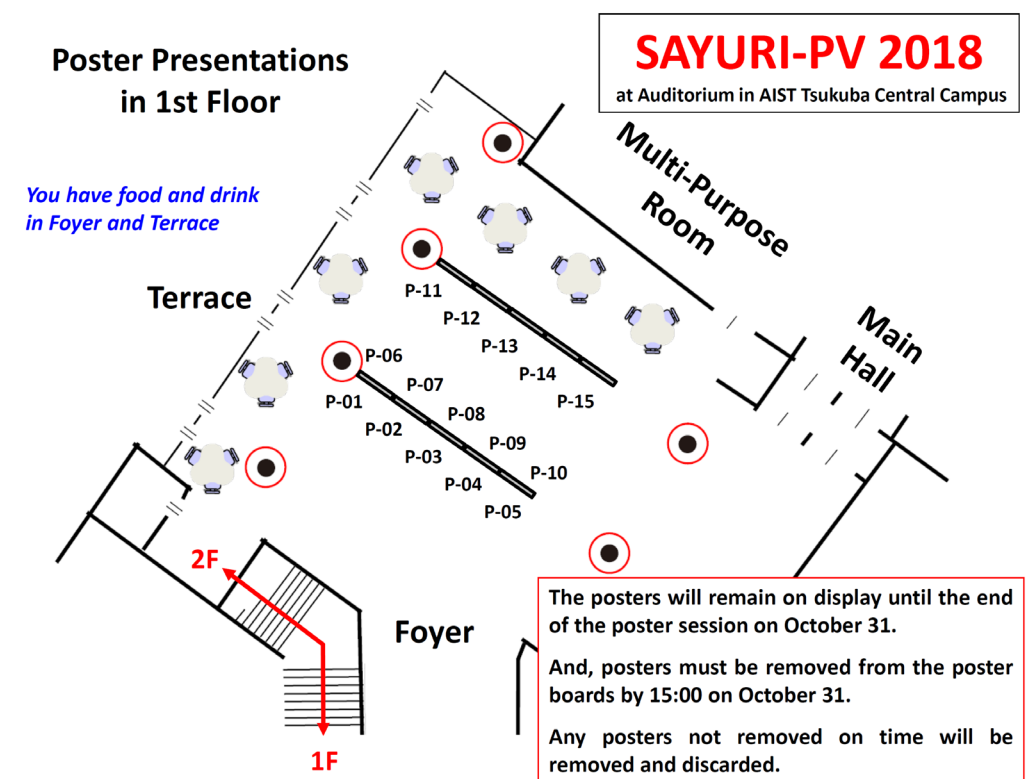 Poster Presentations
in 1st Floor
SAYURI-PV 2018
at Auditorium in AIST Tsukuba Central Campus
You have food and drink
in Foyer and Terrace
Multi-Purpose
Room
Terrace
Main
Hall
P-11
P-12
P-13
P-14
P-15
P-06
P-07
P-08
P-09
P-10
P-01
P-02
P-03
P-04
P-05
2F
Foyer
1F
The posters will remain on display until the end
of the poster session on October 31.
And, posters must be removed from the poster
boards by 15:00 on October 31.
Any posters not removed on time will be
removed and discarded.